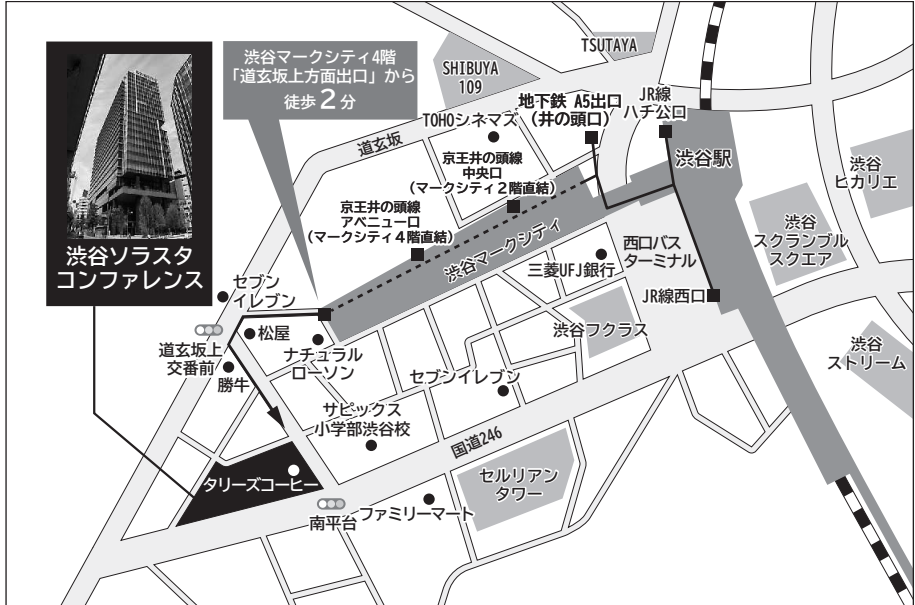 渋谷マークシティ4階
「道玄坂上方面出口」から
徒歩2分
渋谷ソラスタ
コンファレンス
TSUTAYA
SHIBUYA
109
地下鉄 A5出口
(井の頭口)
JR線
ハチ公口
TOHOシネマズ
道玄坂
京王井の頭線
中央口
(マークシティ2階直結)
渋谷駅
渋谷
ヒカリエ
京王井の頭線
アベニュー口
(マークシティ4階直結)
渋谷マークシティ
渋谷
スクランブル
スクエア
西口バス
ターミナル
三菱UFJ銀行
JR線西口
セブン
イレブン
松屋
道玄坂上
交番前
勝牛
ナチュラル
ローソン
渋谷フクラス
渋谷
ストリーム
セブンイレブン
サピックス
小学部渋谷校
国道246
タリーズコーヒー
セルリアン
タワー
南平台
ファミリーマート